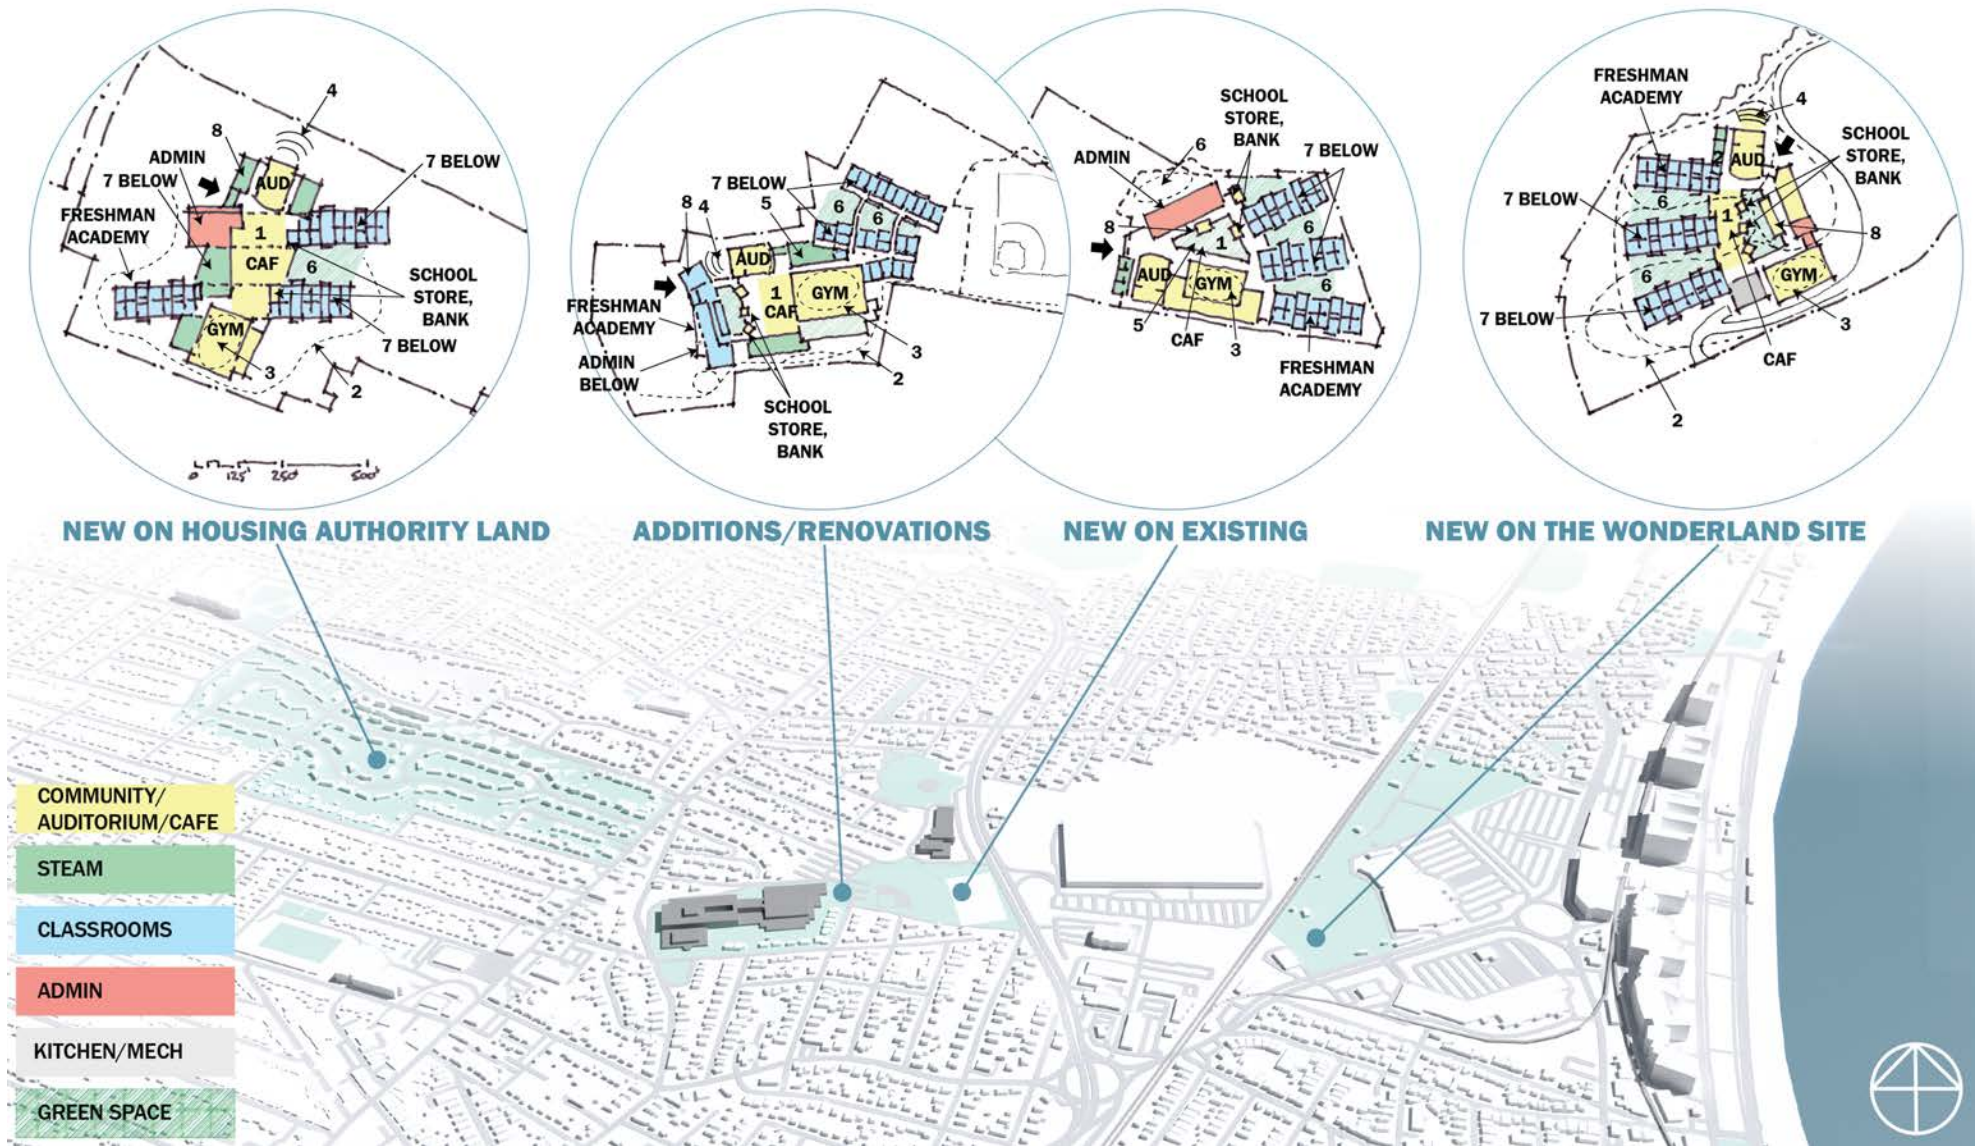 4
8
ADMIN
7 BELOW
FRESHMAN
ACADEMY
AUD
7 BELOW
1
CAF
6
SCHOOL
STORE,
BANK
GYM
7 BELOW
3
2
0 125' 250' 500'
7 BELOW
8 4
5
6
6
AUD
1
CAF
GYM
FRESHMAN
ACADEMY
ADMIN
BELOW
3
2
SCHOOL
STORE,
BANK
SCHOOL
STORE,
BANK
ADMIN
6
7 BELOW
8
1
6
AUD
GYM
6
5
CAF
3
FRESHMAN
ACADEMY
FRESHMAN
ACADEMY
4
SCHOOL
STORE,
BANK
2
AUD
7 BELOW
6
1
8
6
GYM
7 BELOW
3
CAF
2
NEW ON HOUSING AUTHORITY LAND
ADDITIONS/RENOVATIONS
NEW ON EXISTING
NEW ON THE WONDERLAND SITE
COMMUNITY/
AUDITORIUM/CAFE
STEAM
CLASSROOMS
ADMIN
KITCHEN/MECH
GREEN SPACE